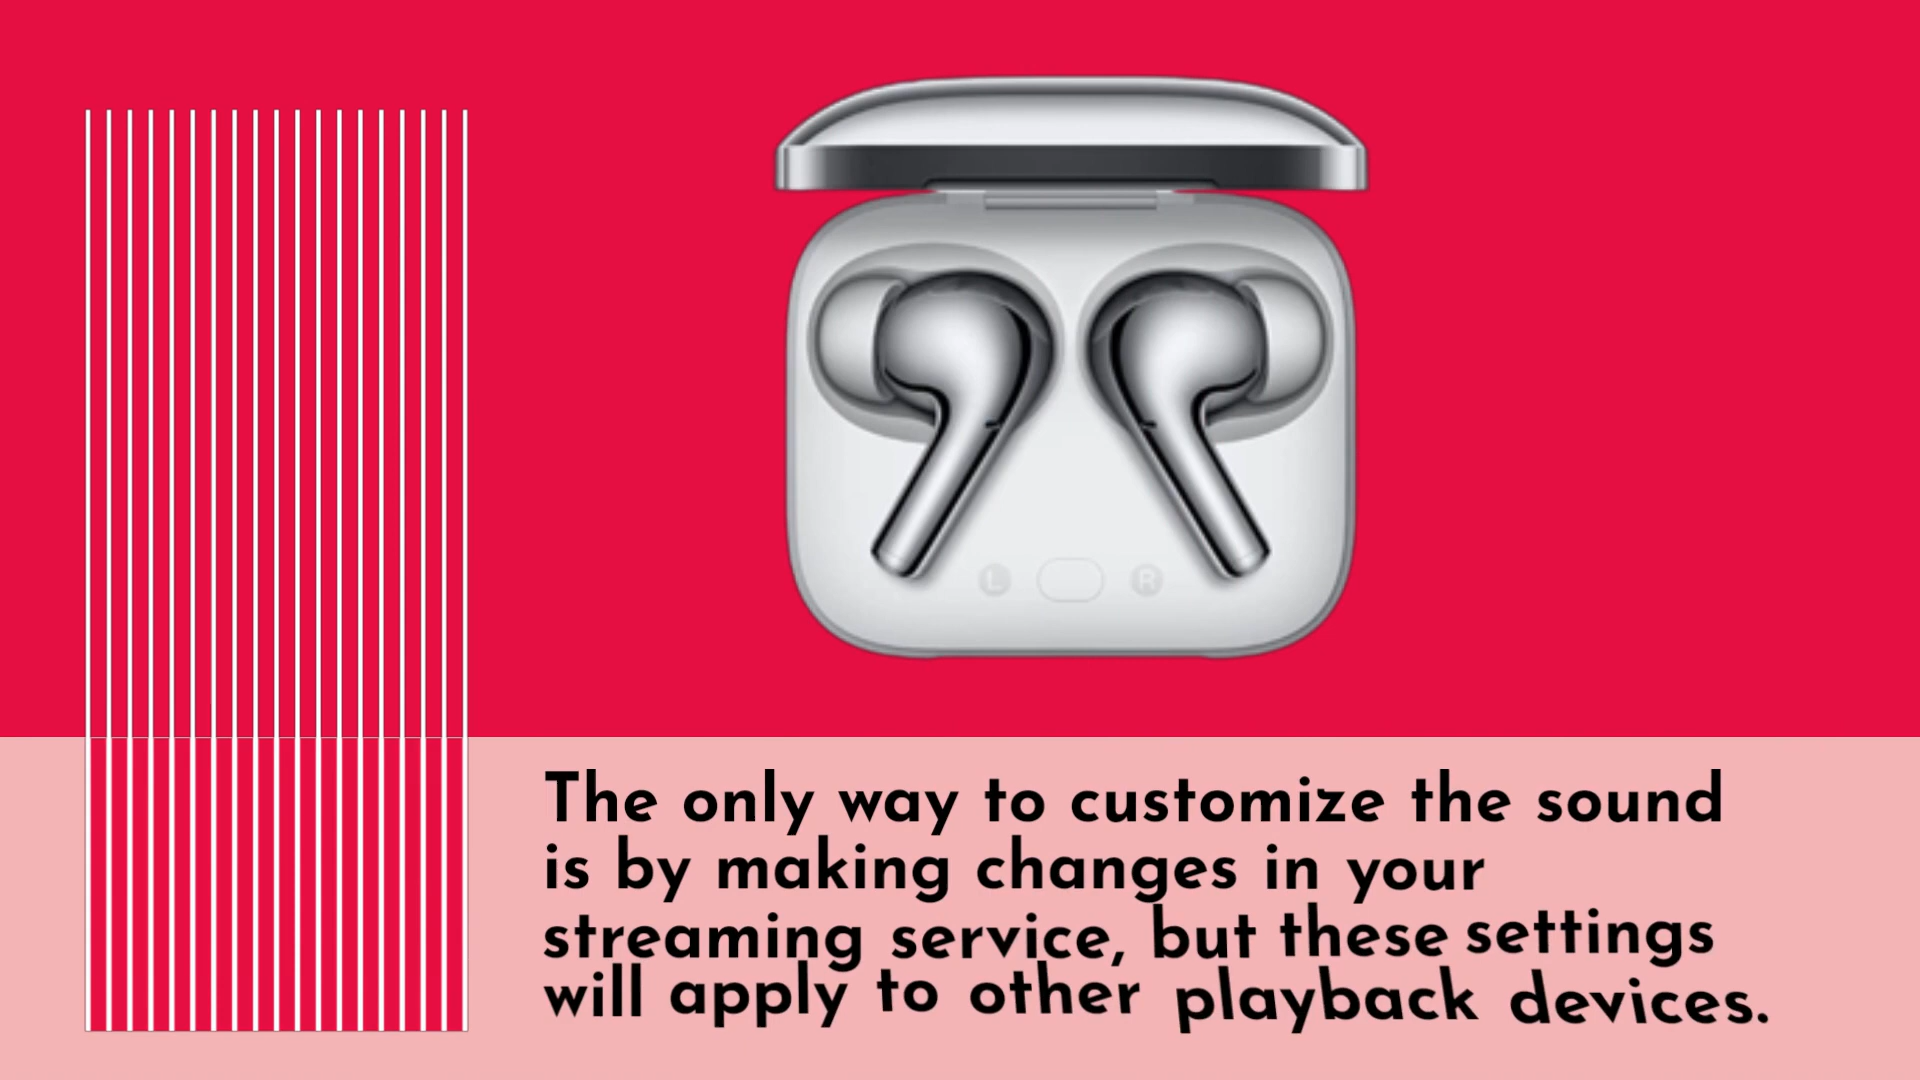 L R
The only way to customize the sound
is by making changes in your
streaming service, but these settings
will apply to other playback devices.